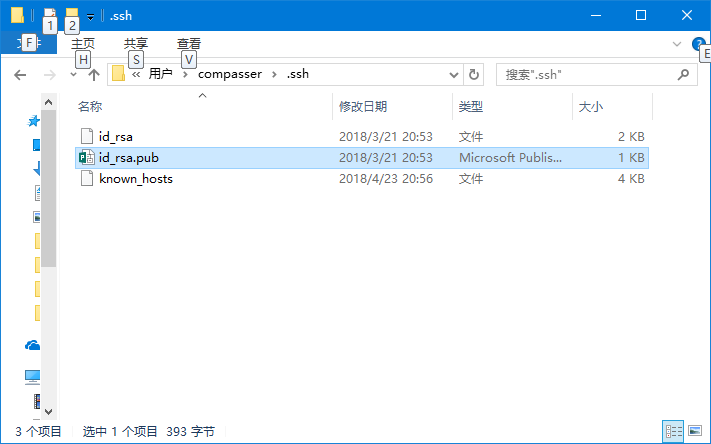 .ssh
1
2
文件
F
主页
H
共享
S
查看
V
?
E
« 用户 > compasser > .ssh
搜索".ssh"
名称 修改日期 类型 大小
id_rsa 2018/3/21 20:53 文件 2 KB
id_rsa.pub 2018/3/21 20:53 Microsoft Publis... 1 KB
known_hosts 2018/4/23 20:56 文件 4 KB
3 个项目 选中 1 个项目 393 字节